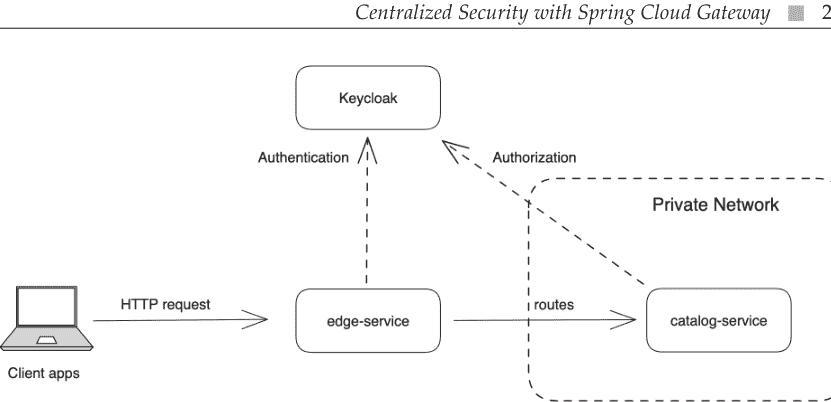 Centralized Security with Spring Cloud Gateway 2
Keycloak
Authentication
Authorization
Private Network
HTTP request
edge-service
routes
catalog-service
Client apps